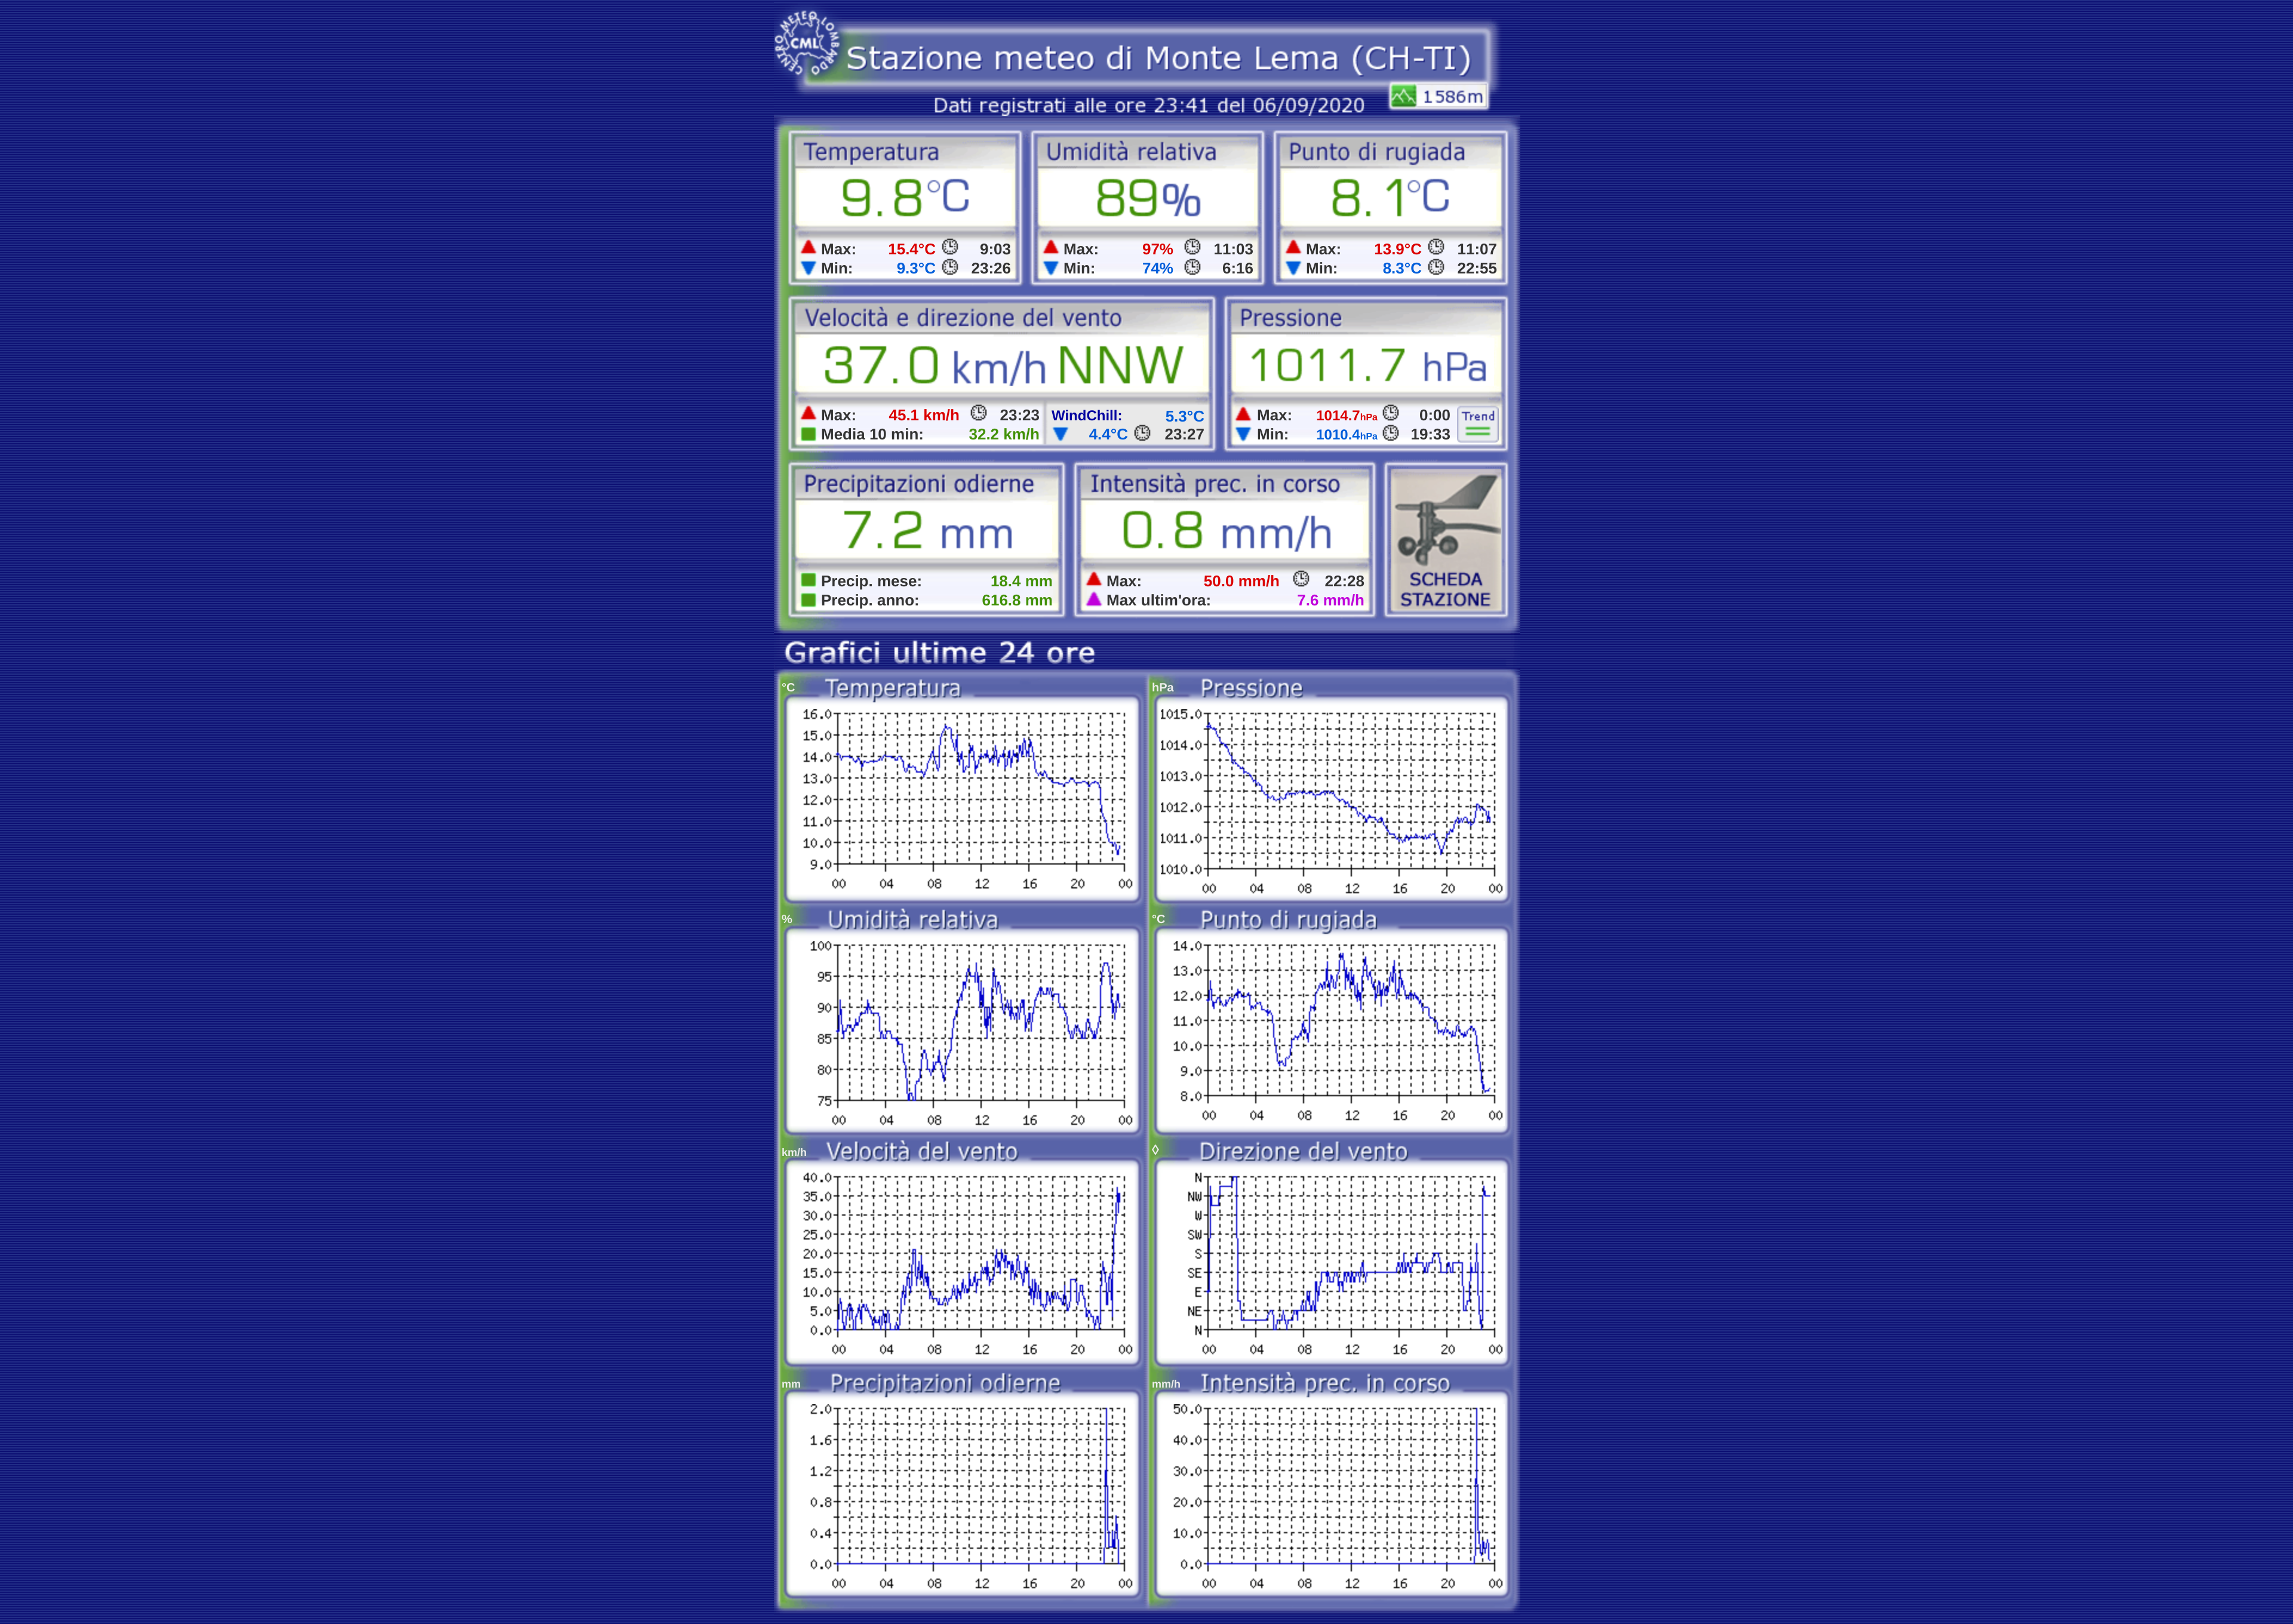 CENTRO METEO LOMBARDO
CML
Stazione meteo di Monte Lema (CH-TI)
1586m
Dati registrati alle ore 23:41 del 06/09/2020
Temperatura
9.8°C
Max: 15.4°C 9:03
Min: 9.3°C 23:26
Umidità relativa
89%
Max: 97% 11:03
Min: 74% 6:16
Punto di rugiada
8.1°C
Max: 13.9°C 11:07
Min: 8.3°C 22:55
Velocità e direzione del vento
37.0 km/h NNW
Max: 45.1 km/h 23:23
Media 10 min: 32.2 km/h
WindChill: 5.3°C
4.4°C 23:27
Pressione
1011.7 hPa
Max: 1014.7hPa 0:00
Min: 1010.4hPa 19:33
Trend
Precipitazioni odierne
7.2 mm
Precip. mese: 18.4 mm
Precip. anno: 616.8 mm
Intensità prec. in corso
0.8 mm/h
Max: 50.0 mm/h 22:28
Max ultim'ora: 7.6 mm/h
SCHEDA
STAZIONE
Grafici ultime 24 ore
°C Temperatura
16.0
15.0
14.0
13.0
12.0
11.0
10.0
9.0
00 04 08 12 16 20 00
hPa Pressione
1015.0
1014.0
1013.0
1012.0
1011.0
1010.0
00 04 08 12 16 20 00
% Umidità relativa
100
95
90
85
80
75
00 04 08 12 16 20 00
°C Punto di rugiada
14.0
13.0
12.0
11.0
10.0
9.0
8.0
00 04 08 12 16 20 00
km/h Velocità del vento
40.0
35.0
30.0
25.0
20.0
15.0
10.0
5.0
0.0
00 04 08 12 16 20 00
◊ Direzione del vento
N
NW
W
SW
S
SE
E
NE
N
00 04 08 12 16 20 00
mm Precipitazioni odierne
2.0
1.6
1.2
0.8
0.4
0.0
00 04 08 12 16 20 00
mm/h Intensità prec. in corso
50.0
40.0
30.0
20.0
10.0
0.0
00 04 08 12 16 20 00